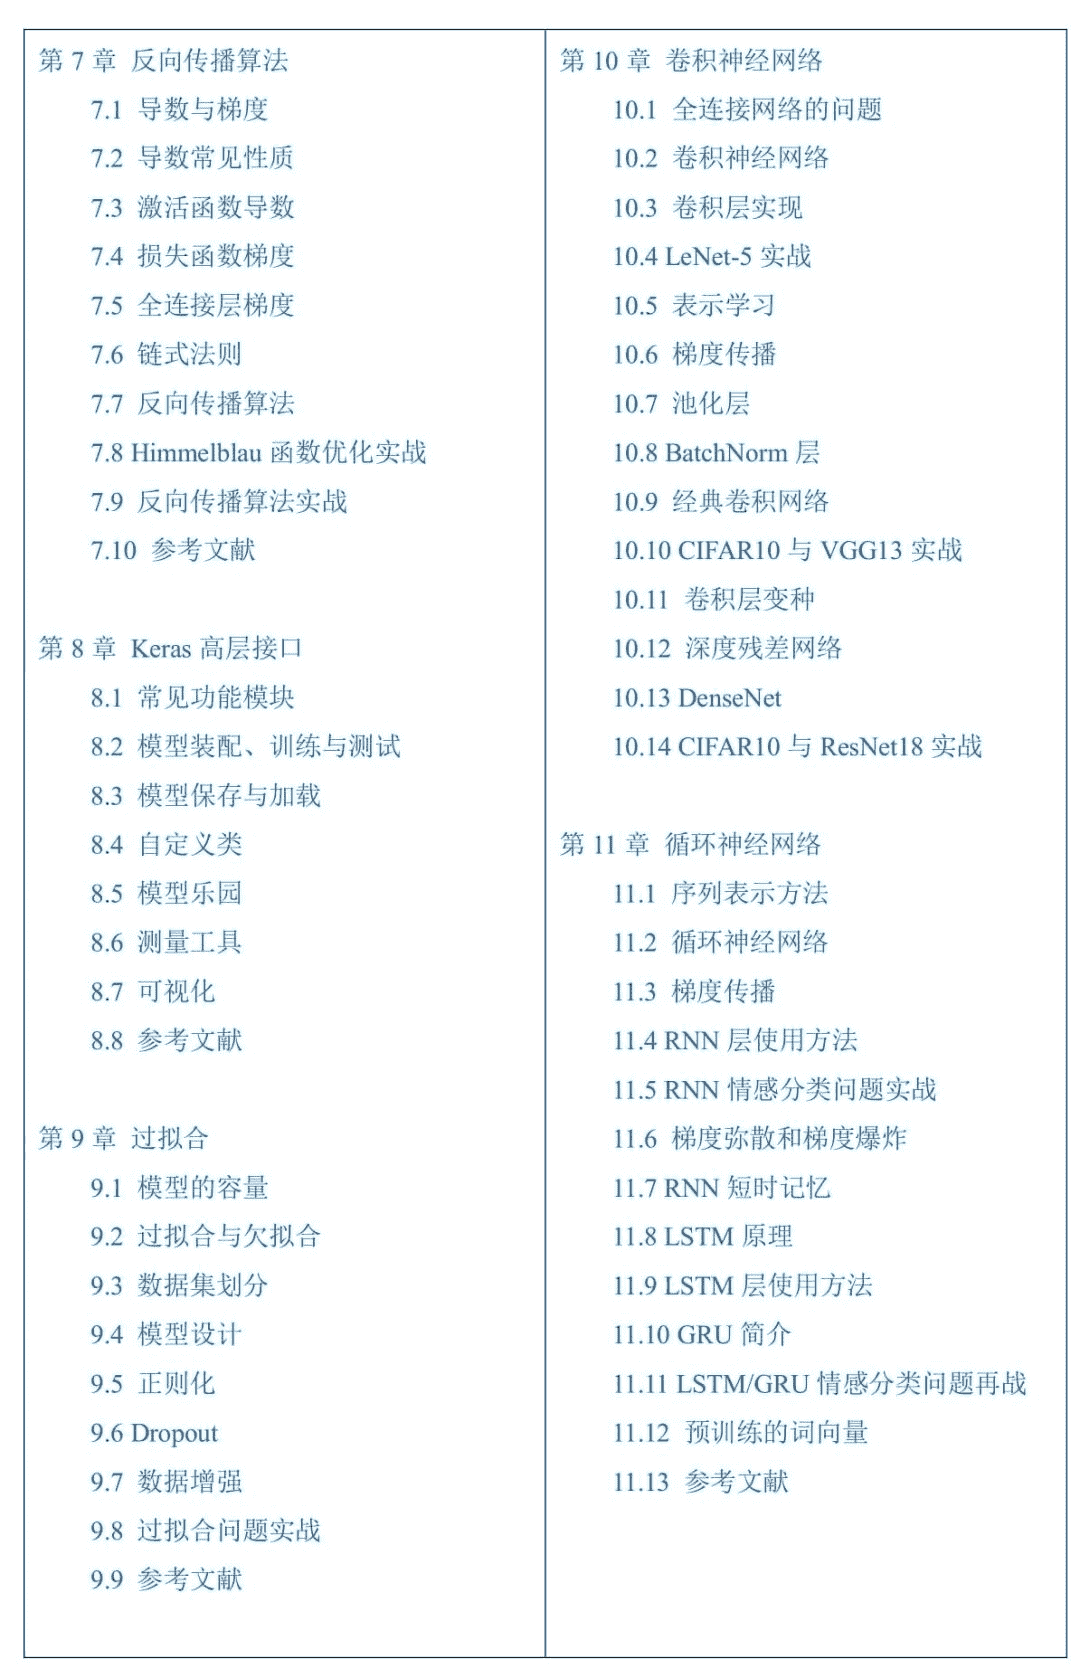 第 7 章 反向传播算法
7.1 导数与梯度
7.2 导数常见性质
7.3 激活函数导数
7.4 损失函数梯度
7.5 全连接层梯度
7.6 链式法则
7.7 反向传播算法
7.8 Himmelblau 函数优化实战
7.9 反向传播算法实战
7.10 参考文献
第 8 章 Keras 高层接口
8.1 常见功能模块
8.2 模型装配、训练与测试
8.3 模型保存与加载
8.4 自定义类
8.5 模型乐园
8.6 测量工具
8.7 可视化
8.8 参考文献
第 9 章 过拟合
9.1 模型的容量
9.2 过拟合与欠拟合
9.3 数据集划分
9.4 模型设计
9.5 正则化
9.6 Dropout
9.7 数据增强
9.8 过拟合问题实战
9.9 参考文献
第 10 章 卷积神经网络
10.1 全连接网络的问题
10.2 卷积神经网络
10.3 卷积层实现
10.4 LeNet-5 实战
10.5 表示学习
10.6 梯度传播
10.7 池化层
10.8 BatchNorm 层
10.9 经典卷积网络
10.10 CIFAR10 与 VGG13 实战
10.11 卷积层变种
10.12 深度残差网络
10.13 DenseNet
10.14 CIFAR10 与 ResNet18 实战
第 11 章 循环神经网络
11.1 序列表示方法
11.2 循环神经网络
11.3 梯度传播
11.4 RNN 层使用方法
11.5 RNN 情感分类问题实战
11.6 梯度弥散和梯度爆炸
11.7 RNN 短时记忆
11.8 LSTM 原理
11.9 LSTM 层使用方法
11.10 GRU 简介
11.11 LSTM/GRU 情感分类问题再战
11.12 预训练的词向量
11.13 参考文献